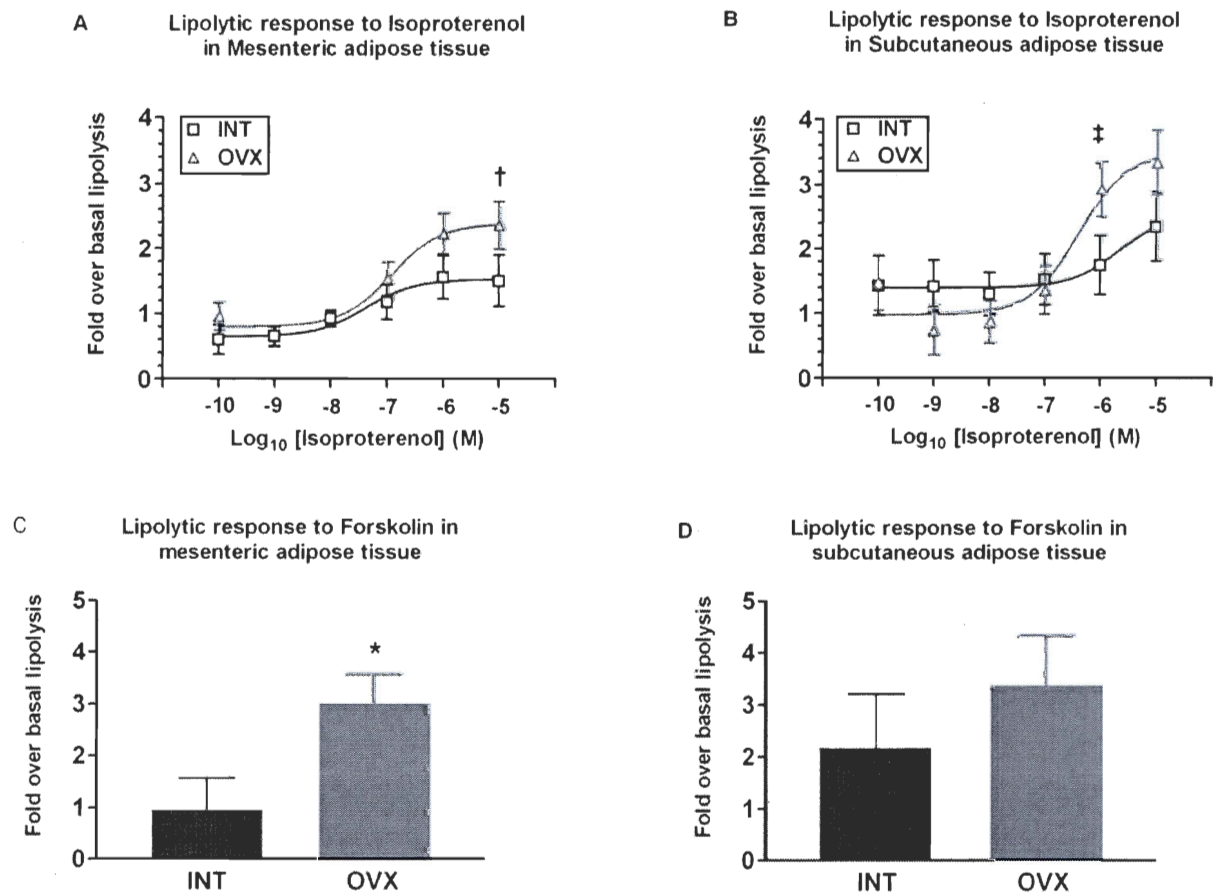 A
Lipolytic response to Isoproterenol
in Mesenteric adipose tissue
Fold over basal lipolysis
4
3
2
1
0
INT
OVX
†
-10 -9 -8 -7 -6 -5
Log10 [Isoproterenol] (M)
B
Lipolytic response to Isoproterenol
in Subcutaneous adipose tissue
Fold over basal lipolysis
4
3
2
1
0
INT
OVX
‡
-10 -9 -8 -7 -6 -5
Log10 [Isoproterenol] (M)
C
Lipolytic response to Forskolin in
mesenteric adipose tissue
Fold over basal lipolysis
5
4
3
2
1
0
*
INT OVX
D
Lipolytic response to Forskolin in
subcutaneous adipose tissue
Fold over basal lipolysis
5
4
3
2
1
0
INT OVX